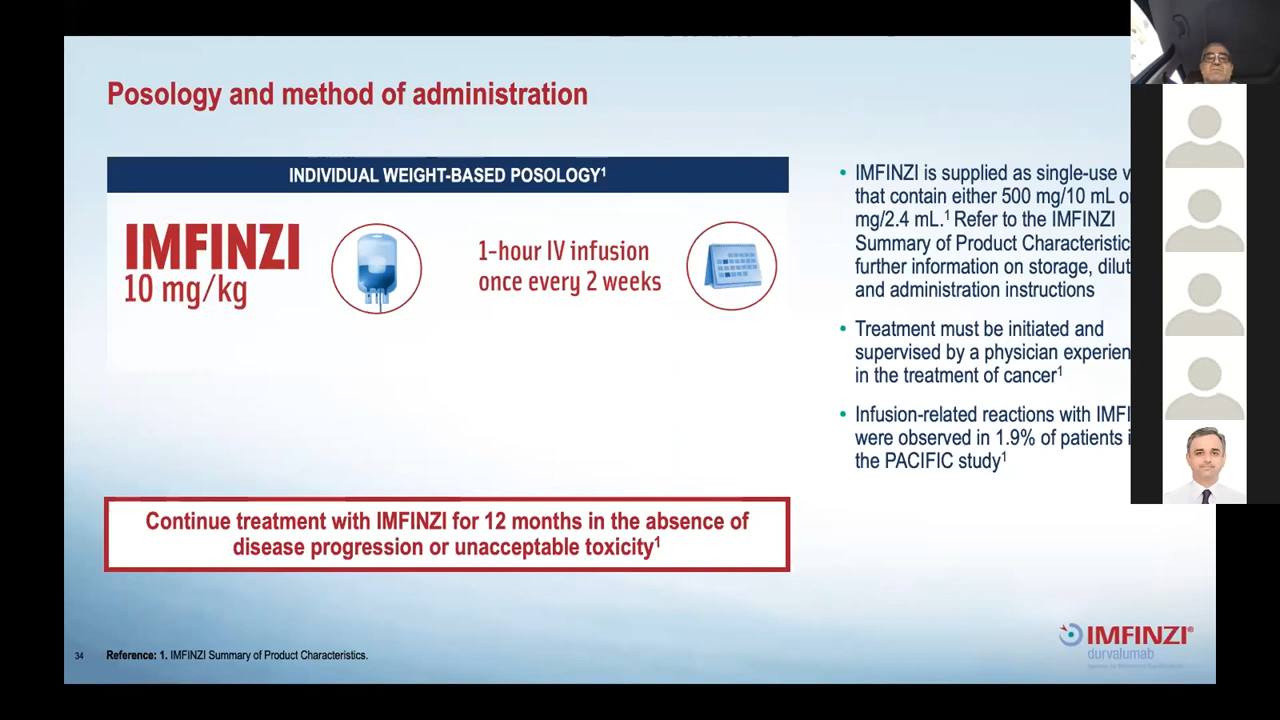 Posology and method of administration
INDIVIDUAL WEIGHT-BASED POSOLOGY¹
IMFINZI
10 mg/kg
1-hour IV infusion
once every 2 weeks
Continue treatment with IMFINZI for 12 months in the absence of
disease progression or unacceptable toxicity¹
• IMFINZI is supplied as single-use
that contain either 500 mg/10 mL
mg/2.4 mL.¹ Refer to the IMFINZI
Summary of Product
further information on storage,
and administration instructions
• Treatment must be initiated and
supervised by a physician
in the treatment of cancer¹
• Infusion-related reactions with
were observed in 1.9% of patients
the PACIFIC study¹
34
Reference: 1. IMFINZI Summary of Product Characteristics.
IMFINZI®
durvalumab